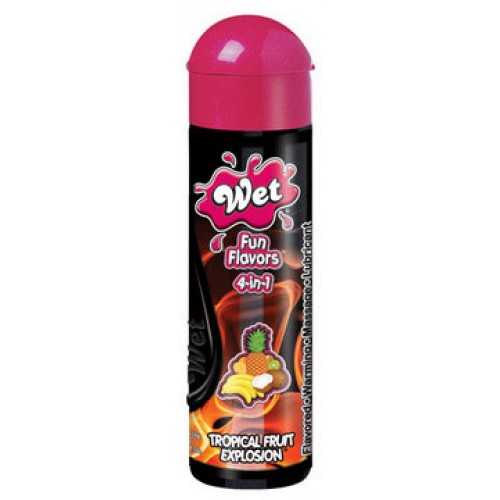 Wet
Fun
Flavors
4-in-1
Wet
TROPICAL FRUIT
EXPLOSION
Flavored • Warming • Massage • Lubricant